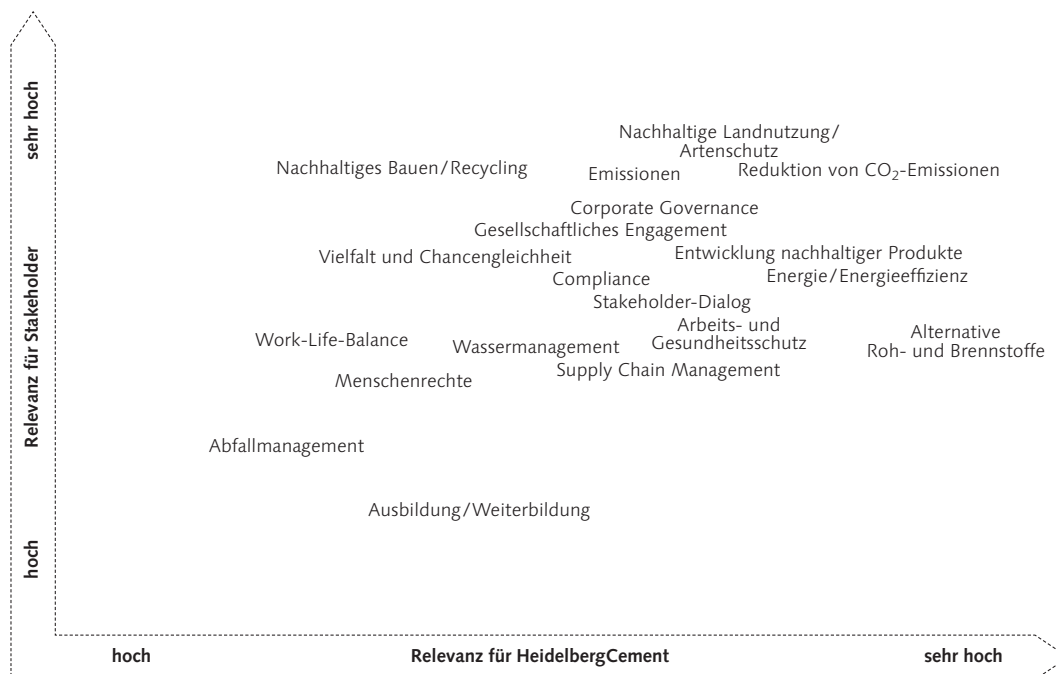 sehr hoch
Relevanz für Stakeholder
hoch
Nachhaltige Landnutzung/
Artenschutz
Nachhaltiges Bauen/Recycling
Emissionen
Reduktion von CO₂-Emissionen
Corporate Governance
Gesellschaftliches Engagement
Vielfalt und Chancengleichheit
Entwicklung nachhaltiger Produkte
Compliance
Energie/Energieeffizienz
Stakeholder-Dialog
Work-Life-Balance
Wassermanagement
Arbeits- und
Gesundheitsschutz
Alternative
Roh- und Brennstoffe
Supply Chain Management
Menschenrechte
Abfallmanagement
Ausbildung/Weiterbildung
hoch
Relevanz für HeidelbergCement
sehr hoch